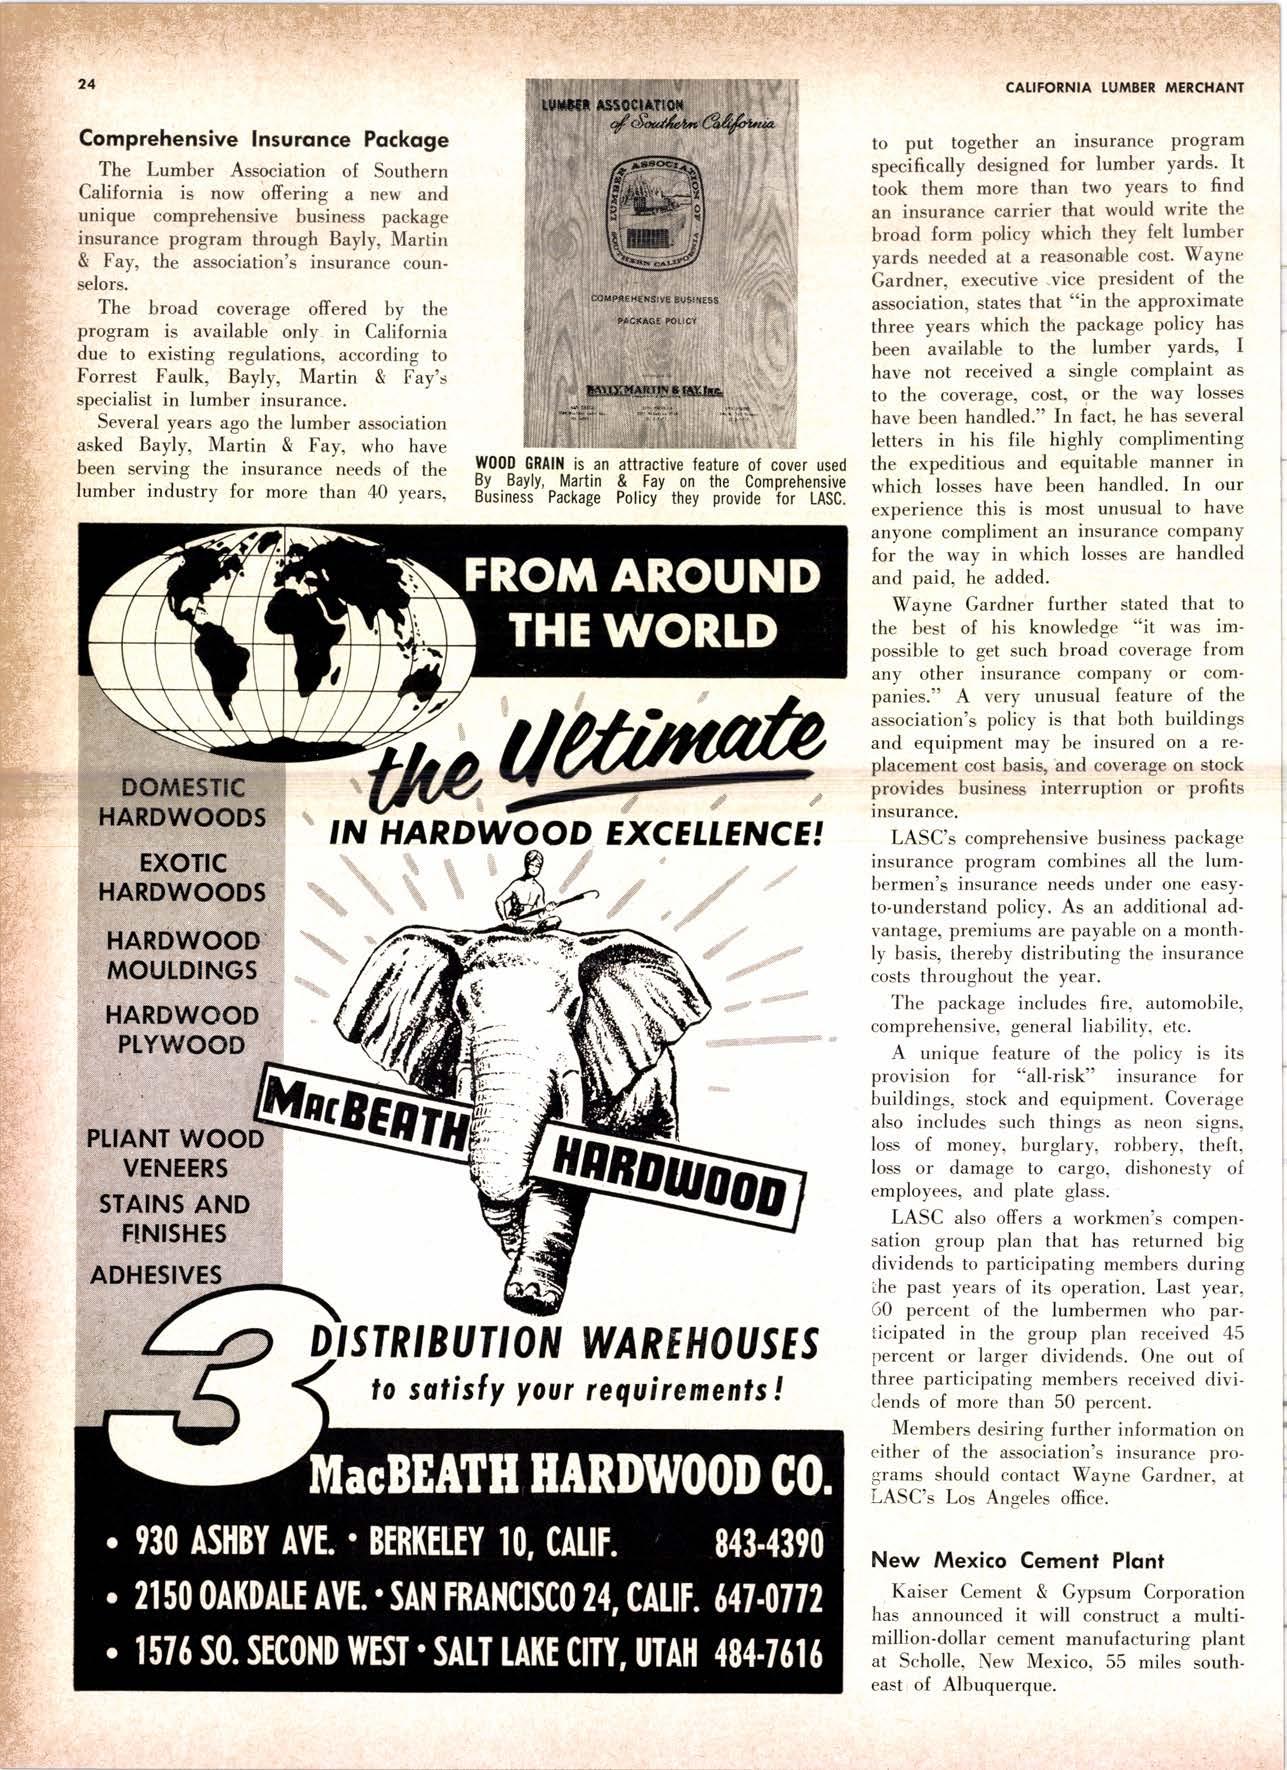 24
CALIFORNIA LUMBER MERCHANT
Comprehensive Insurance Package
The Lumber Association of Southern
California is now offering a new and
unique comprehensive business package
insurance program through Bayly, Martin
& Fay, the association's insurance coun-
selors.
The broad coverage offered by the
program is available only in California
due to existing regulations, according to
Forrest Faulk, Bayly, Martin & Fay's
specialist in lumber insurance.
Several years ago the lumber association
asked Bayly, Martin & Fay, who have
been serving the insurance needs of the
lumber industry for more than 40 years,
LUMBER ASSOCIATION
of Southern California
LUMBER ASSOCIATION OF
SOUTHERN CALIFORNIA
COMPREHENSIVE BUSINESS
PACKAGE POLICY
BAYLY, MARTIN & FAY, Inc.
WOOD GRAIN is an attractive feature of cover used
By Bayly, Martin & Fay on the Comprehensive
Business Package Policy they provide for LASC.
to put together an insurance program
specifically designed for lumber yards. It
took them more than two years to find
an insurance carrier that would write the
broad form policy which they felt lumber
yards needed at a reasonable cost. Wayne
Gardner, executive vice president of the
association, states that "in the approximate
three years which the package policy has
been available to the lumber yards, I
have not received a single complaint as
to the coverage, cost, or the way losses
have been handled." In fact, he has several
letters in his file highly complimenting
the expeditious and equitable manner in
which losses have been handled. In our
experience this is most unusual to have
anyone compliment an insurance company
for the way in which losses are handled
and paid, he added.
Wayne Gardner further stated that to
the best of his knowledge "it was im-
possible to get such broad coverage from
any other insurance company or com-
panies." A very unusual feature of the
association's policy is that both buildings
and equipment may be insured on a re-
placement cost basis, and coverage on stock
provides business interruption or profits
insurance.
LASC's comprehensive business package
insurance program combines all the lum-
bermen's insurance needs under one easy-
to-understand policy. As an additional ad-
vantage, premiums are payable on a month-
ly basis, thereby distributing the insurance
costs throughout the year.
The package includes fire, automobile,
comprehensive, general liability, etc.
A unique feature of the policy is its
provision for "all-risk" insurance for
buildings, stock and equipment. Coverage
also includes such things as neon signs,
loss of money, burglary, robbery, theft,
loss or damage to cargo, dishonesty of
employees, and plate glass.
LASC also offers a workmen's compen-
sation group plan that has returned big
dividends to participating members during
the past years of its operation. Last year,
60 percent of the lumbermen who par-
ticipated in the group plan received 45
percent or larger dividends. One out of
three participating members received divi-
dends of more than 50 percent.
Members desiring further information on
either of the association's insurance pro-
grams should contact Wayne Gardner, at
LASC's Los Angeles office.
New Mexico Cement Plant
Kaiser Cement & Gypsum Corporation
has announced it will construct a multi-
million-dollar cement manufacturing plant
at Scholle, New Mexico, 55 miles south-
east of Albuquerque.
FROM AROUND
THE WORLD
the Ultimate
IN HARDWOOD EXCELLENCE!
DOMESTIC
HARDWOODS
EXOTIC
HARDWOODS
HARDWOOD
MOULDINGS
HARDWOOD
PLYWOOD
PLIANT WOOD
VENEERS
STAINS AND
FINISHES
ADHESIVES
MacBEATH
HARDWOOD
3 DISTRIBUTION WAREHOUSES
to satisfy your requirements!
MacBEATH HARDWOOD CO.
• 930 ASHBY AVE. • BERKELEY 10, CALIF. 843-4390
• 2150 OAKDALE AVE. • SAN FRANCISCO 24, CALIF. 647-0772
• 1576 SO. SECOND WEST • SALT LAKE CITY, UTAH 484-7616